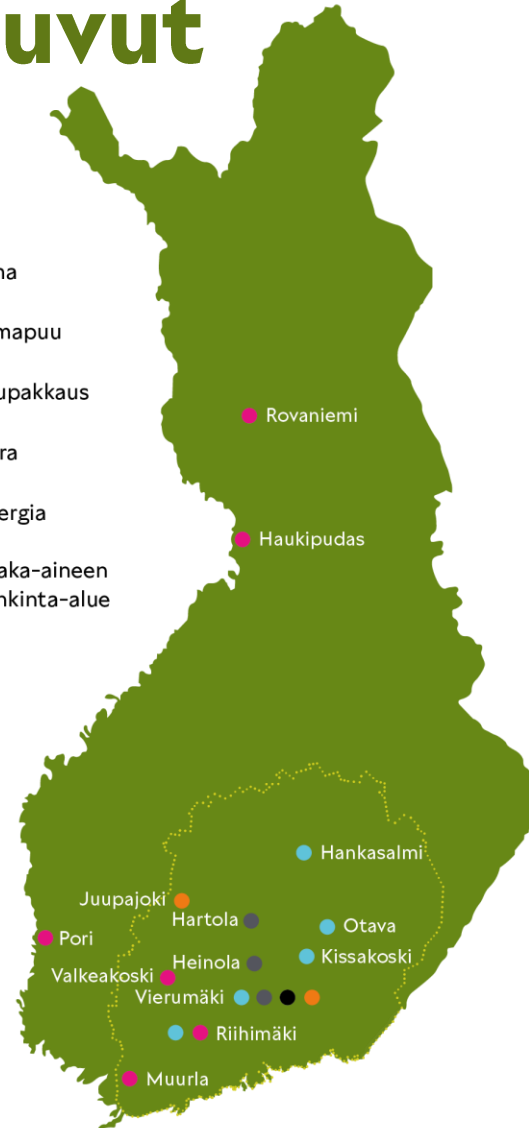 uvut
na
mapuu
upakkaus
ra
ergia
aka-aineen
nkinta-alue
Rovaniemi
Haukipudas
Hankasalmi
Juupajoki
Hartola
Otava
Pori
Kissakoski
Heinola
Valkeakoski
Vierumäki
Riihimäki
Muurla